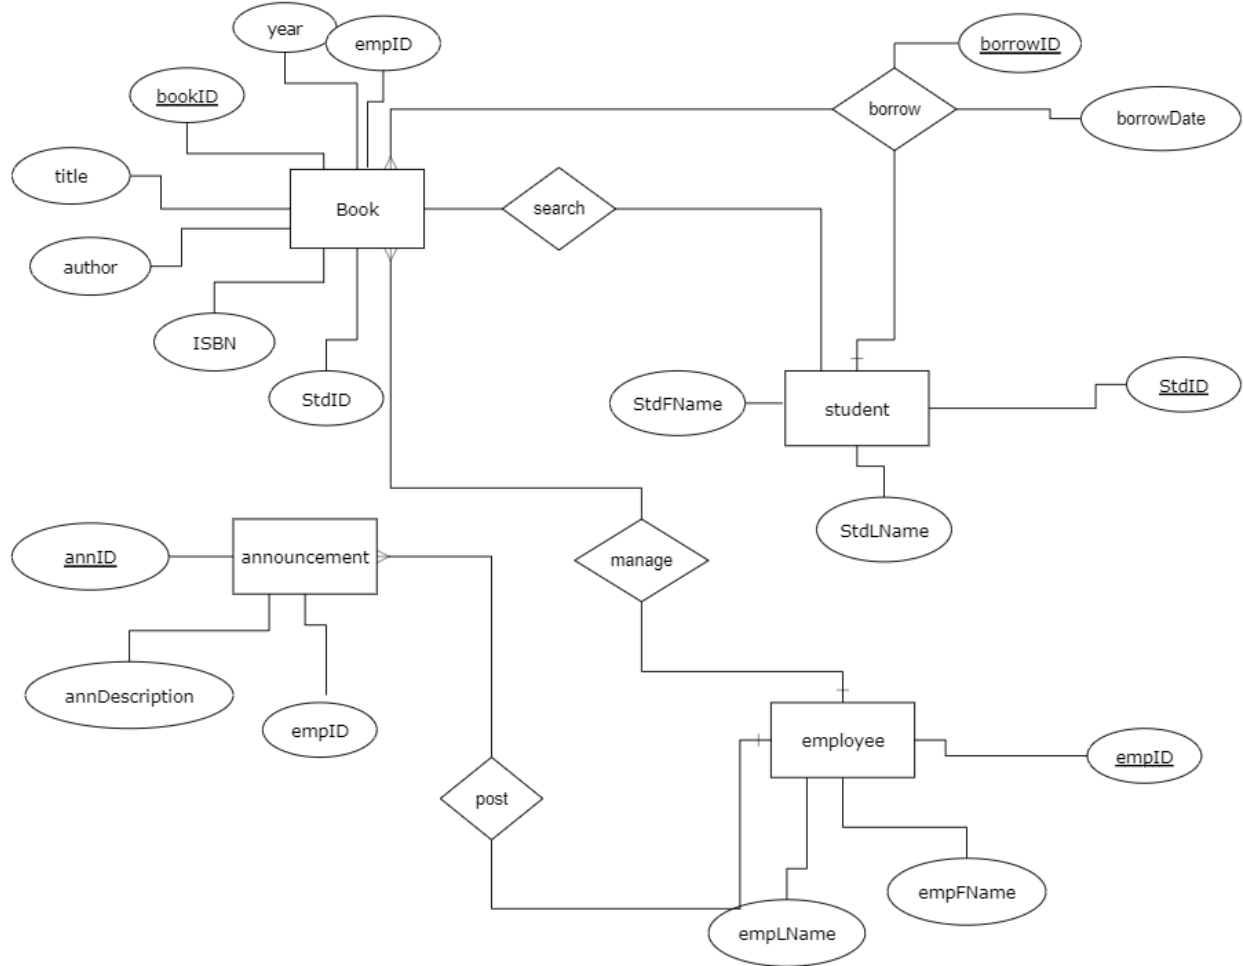 year
empID
borrowID
bookID
borrow
borrowDate
title
Book
search
author
ISBN
StdID
StdFName
student
StdID
StdLName
annID
announcement
manage
annDescription
empID
employee
empID
post
empFName
empLName